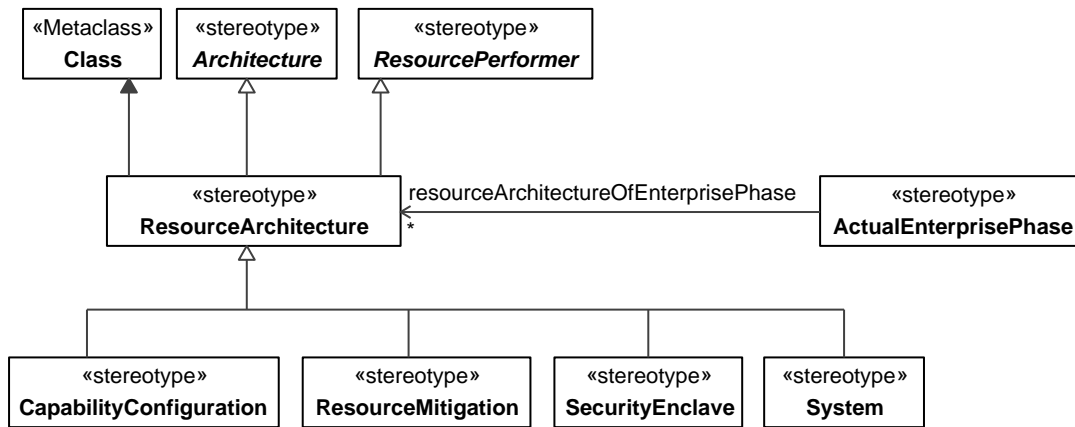 «Metaclass»
Class
«stereotype»
Architecture
«stereotype»
ResourcePerformer
«stereotype»
ResourceArchitecture
resourceArchitectureOfEnterprisePhase
*
«stereotype»
ActualEnterprisePhase
«stereotype»
CapabilityConfiguration
«stereotype»
ResourceMitigation
«stereotype»
SecurityEnclave
«stereotype»
System